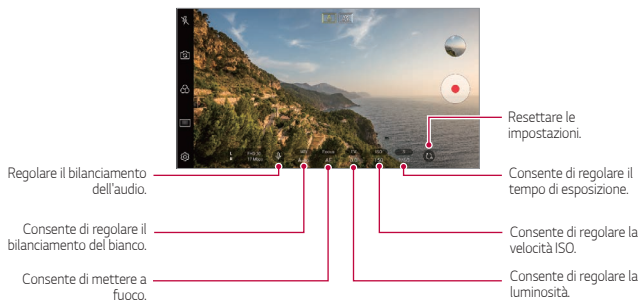 Resettare le
impostazioni.
Regolare il bilanciamento
dell'audio.
Consente di regolare il
tempo di esposizione.
Consente di regolare il
bilanciamento del bianco.
Consente di regolare la
velocità ISO.
Consente di mettere a
fuoco.
Consente di regolare la
luminosità.